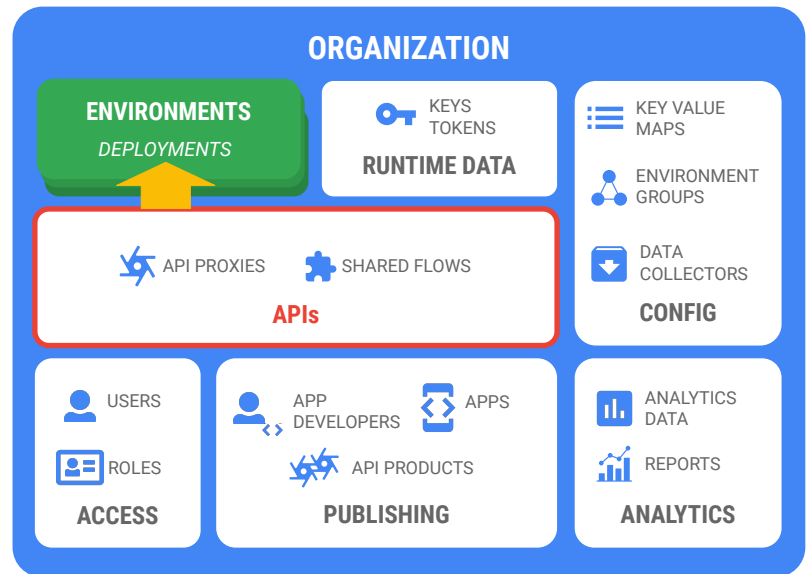 ORGANIZATION
ENVIRONMENTS
DEPLOYMENTS
KEYS
TOKENS
RUNTIME DATA
KEY VALUE
MAPS
ENVIRONMENT
GROUPS
DATA
COLLECTORS
CONFIG
API PROXIES
SHARED FLOWS
APIs
USERS
ROLES
ACCESS
APP
DEVELOPERS
APPS
API PRODUCTS
PUBLISHING
ANALYTICS
DATA
REPORTS
ANALYTICS